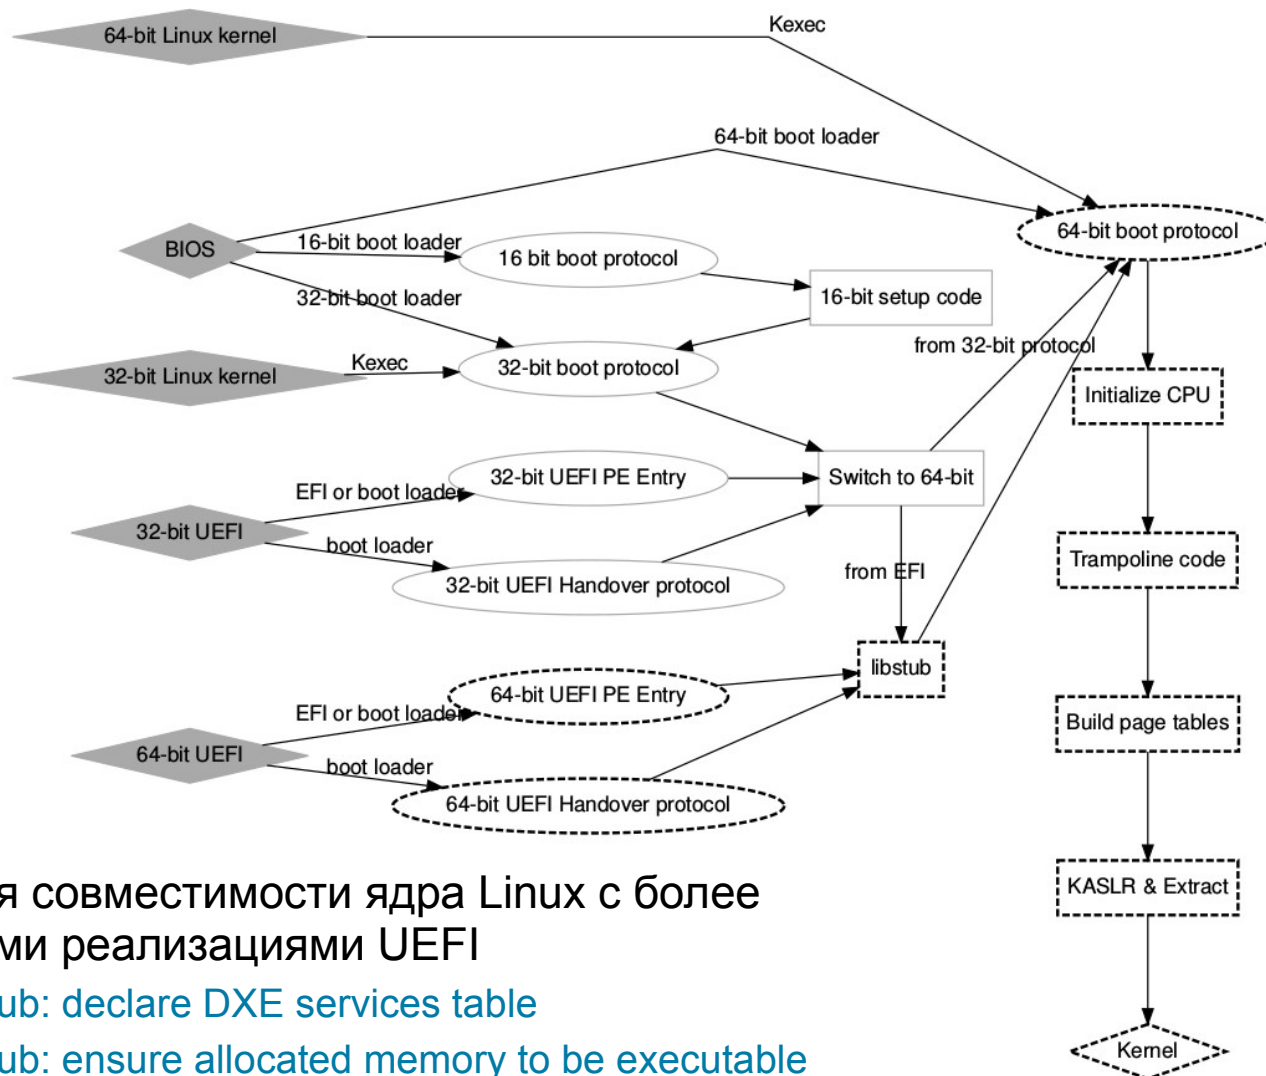 64-bit Linux kernel
Kexec
64-bit boot loader
64-bit boot protocol
BIOS
16-bit boot loader
16 bit boot protocol
16-bit setup code
32-bit boot loader
32-bit boot protocol
from 32-bit protocol
32-bit Linux kernel
Kexec
Initialize CPU
32-bit UEFI PE Entry
Switch to 64-bit
EFI or boot loader
32-bit UEFI
boot loader
32-bit UEFI Handover protocol
from EFI
Trampoline code
libstub
64-bit UEFI PE Entry
EFI or boot loader
64-bit UEFI
boot loader
64-bit UEFI Handover protocol
Build page tables
KASLR & Extract
Kernel
я совместимости ядра Linux с более
ми реализациями UEFI
ub: declare DXE services table
ub: ensure allocated memory to be executable